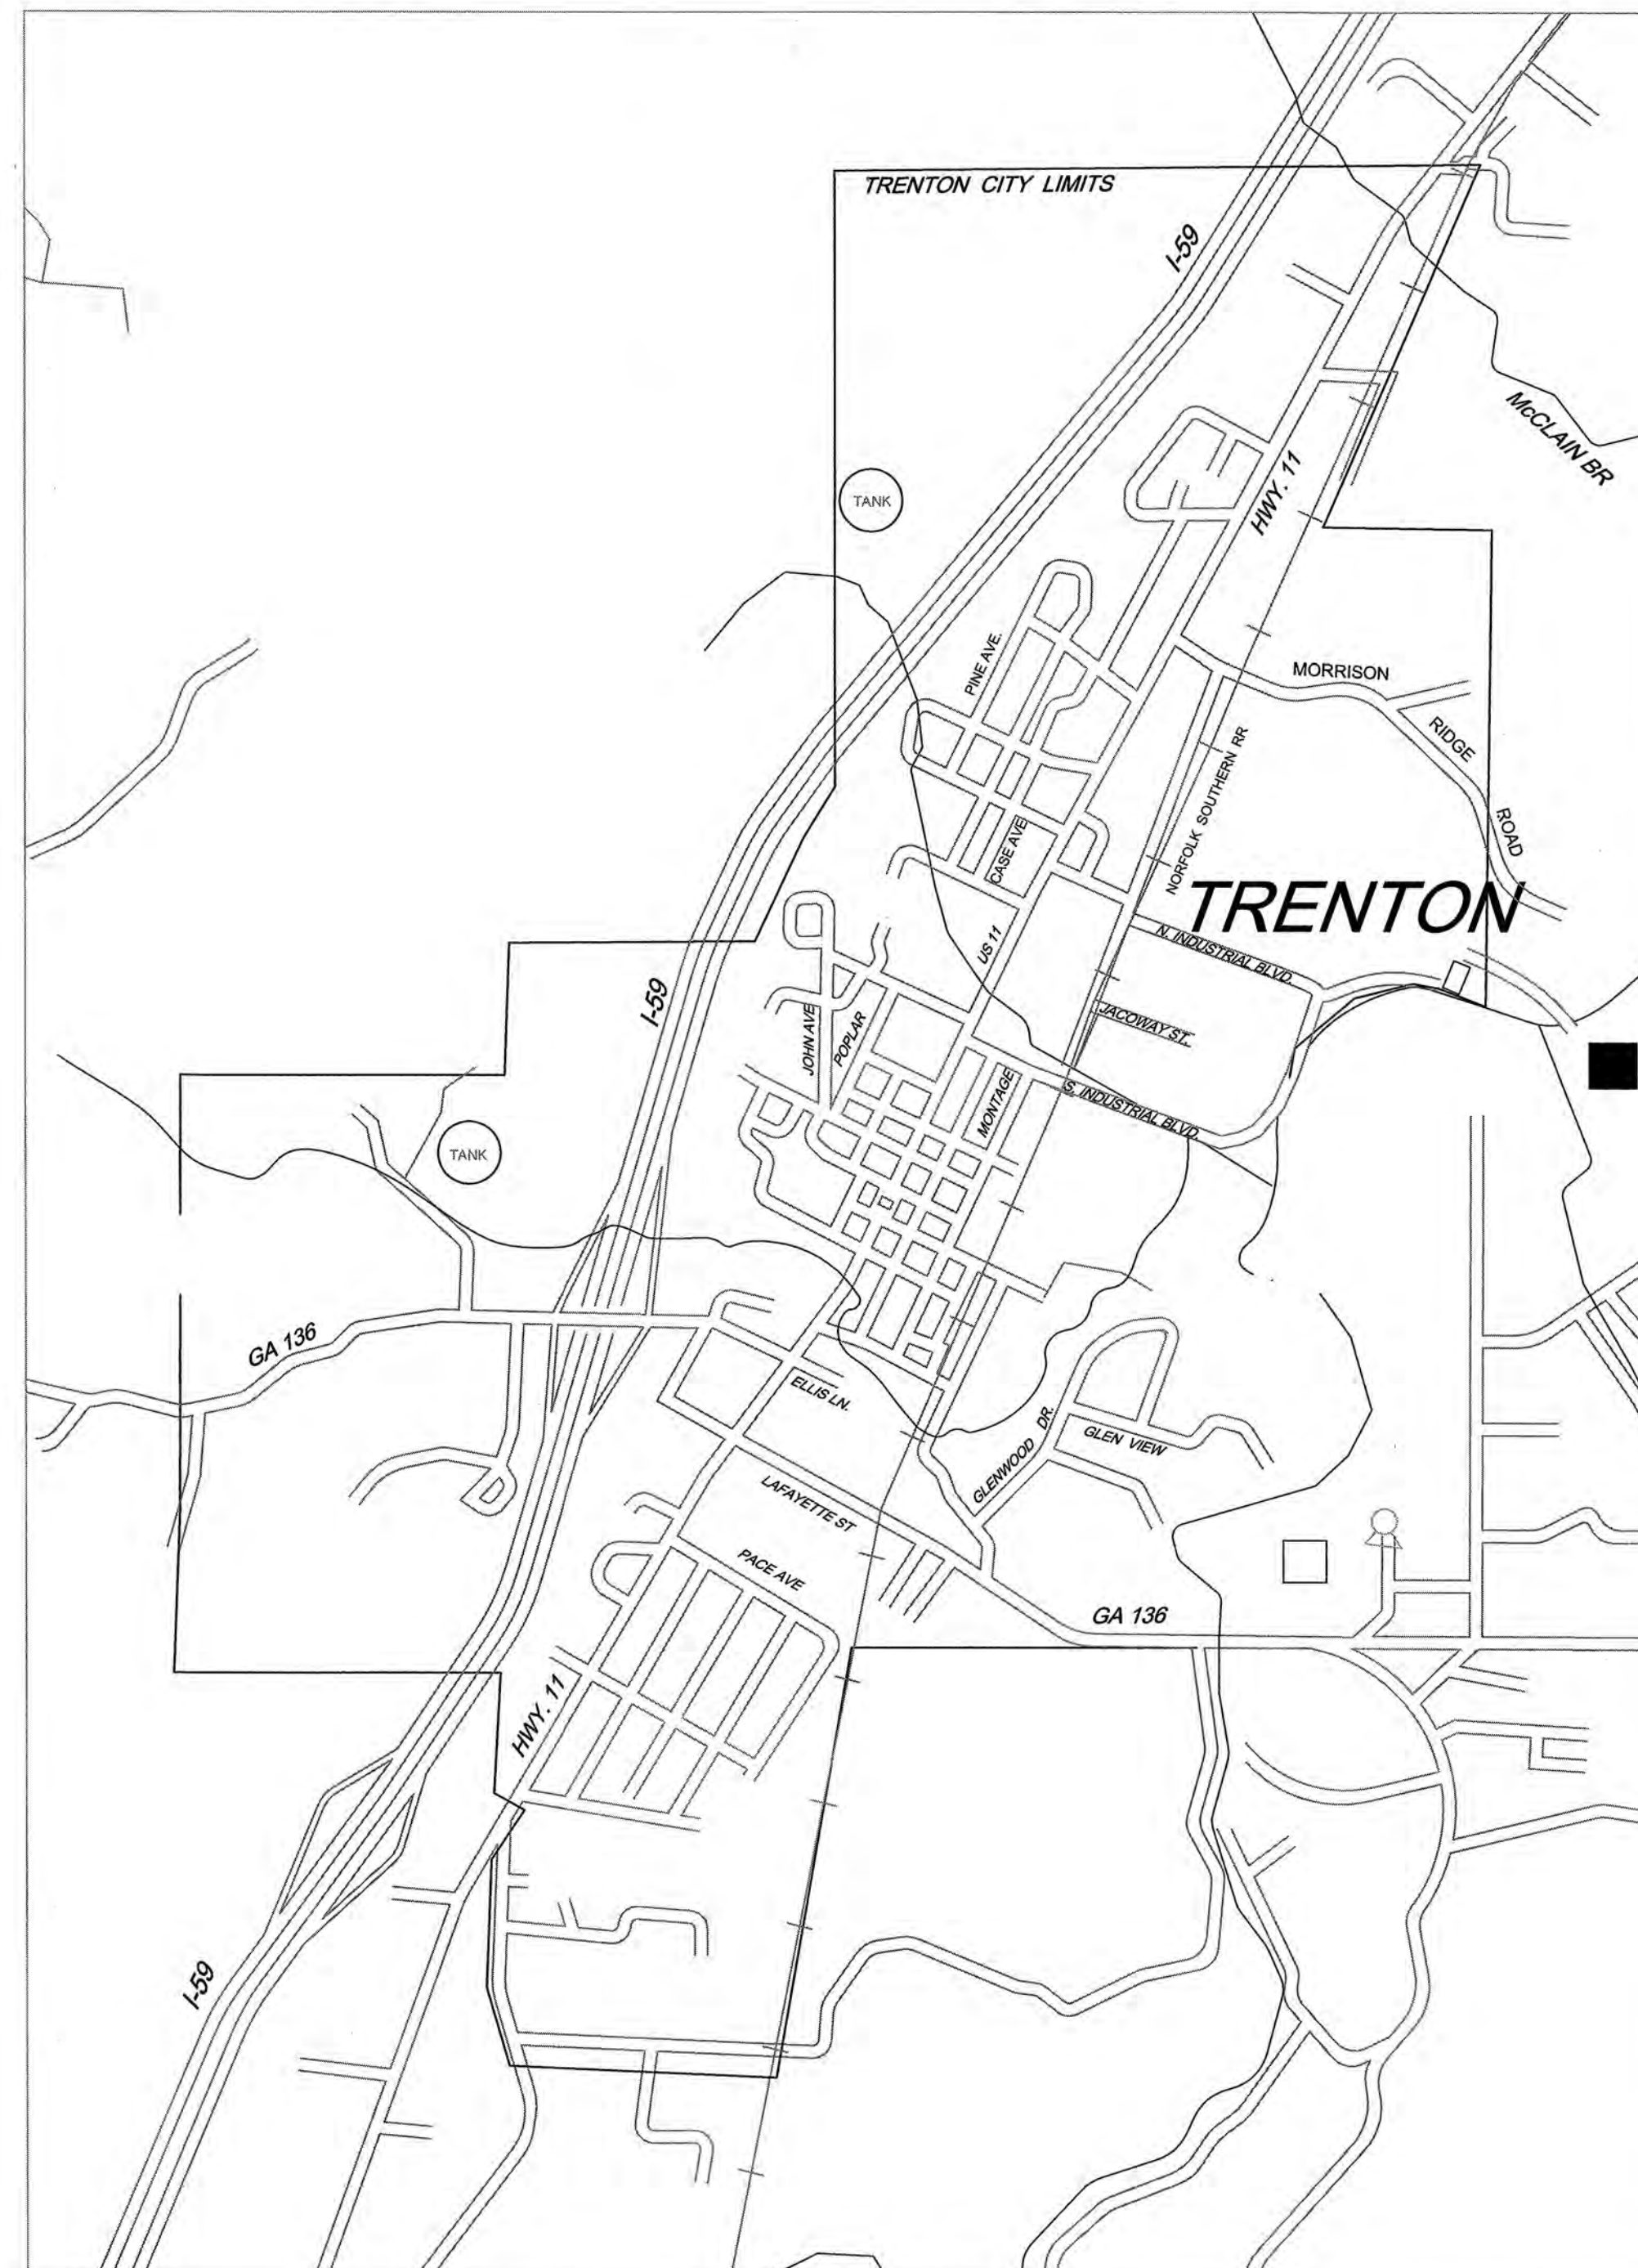 TRENTON CITY LIMITS
I-59
McCLAIN BR
HWY. 11
TANK
PINE AVE.
MORRISON
RIDGE
ROAD
NORFOLK SOUTHERN RR
CASE AVE
TRENTON
US 11
N. INDUSTRIAL BLVD.
I-59
JACOWAY ST.
JOHN AVE
POPLAR
MONTAGE
S. INDUSTRIAL BLVD.
TANK
GA 136
ELLIS LN.
GLENWOOD DR.
GLEN VIEW
LAFAYETTE ST
PACE AVE
GA 136
HWY. 11
I-59